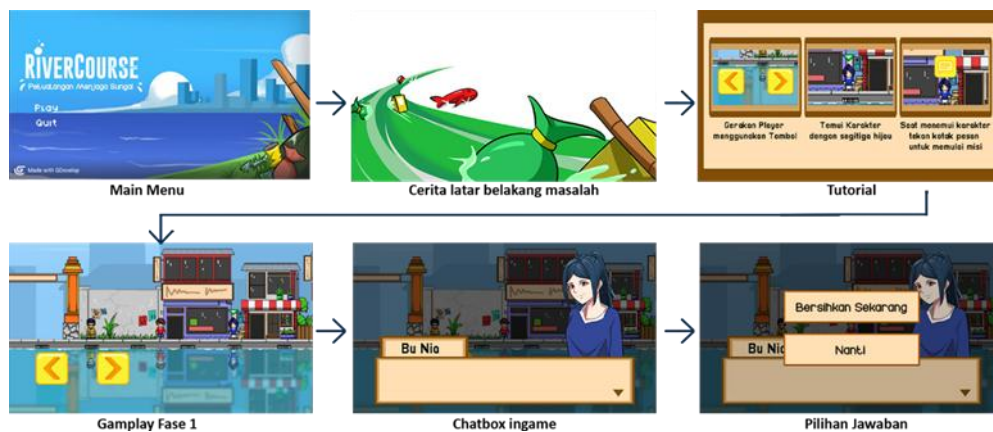 RIVERCOURSE
Petualangan Menjaga Sungai
Play
Quit
Made with GDevelop
Main Menu
Cerita latar belakang masalah
Gerakan Player
menggunakan Tombol
Temui Karakter
dengan segitiga hijau
Saat menemui karakter
tekan kotak pesan
untuk memulai misi
Tutorial
Gamplay Fase 1
Bu Nia
Chatbox ingame
Bersihkan Sekarang
Nanti
Bu Nia
Pilihan Jawaban